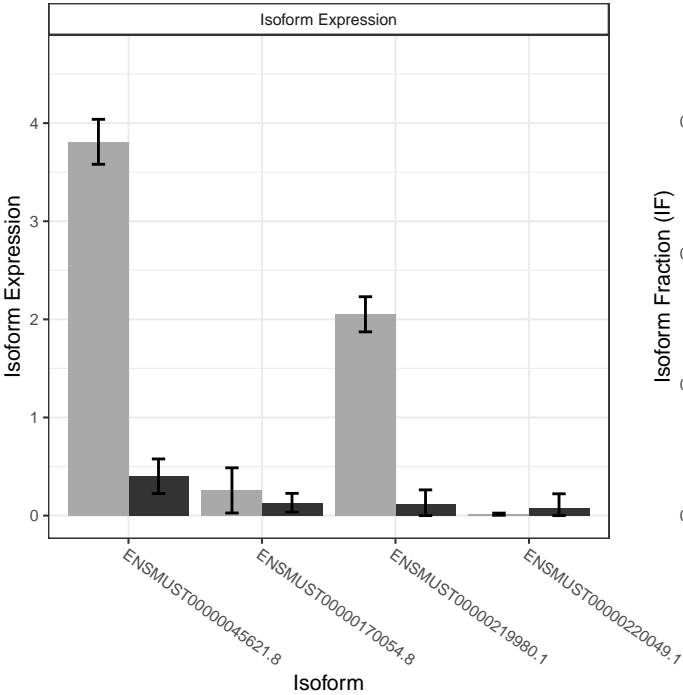 Isoform Expression
Isoform Expression
4
3
2
1
0
ENSMUST00000045621.8
ENSMUST00000170054.8
ENSMUST00000219980.1
ENSMUST00000220049.1
Isoform
Isoform Fraction (IF)